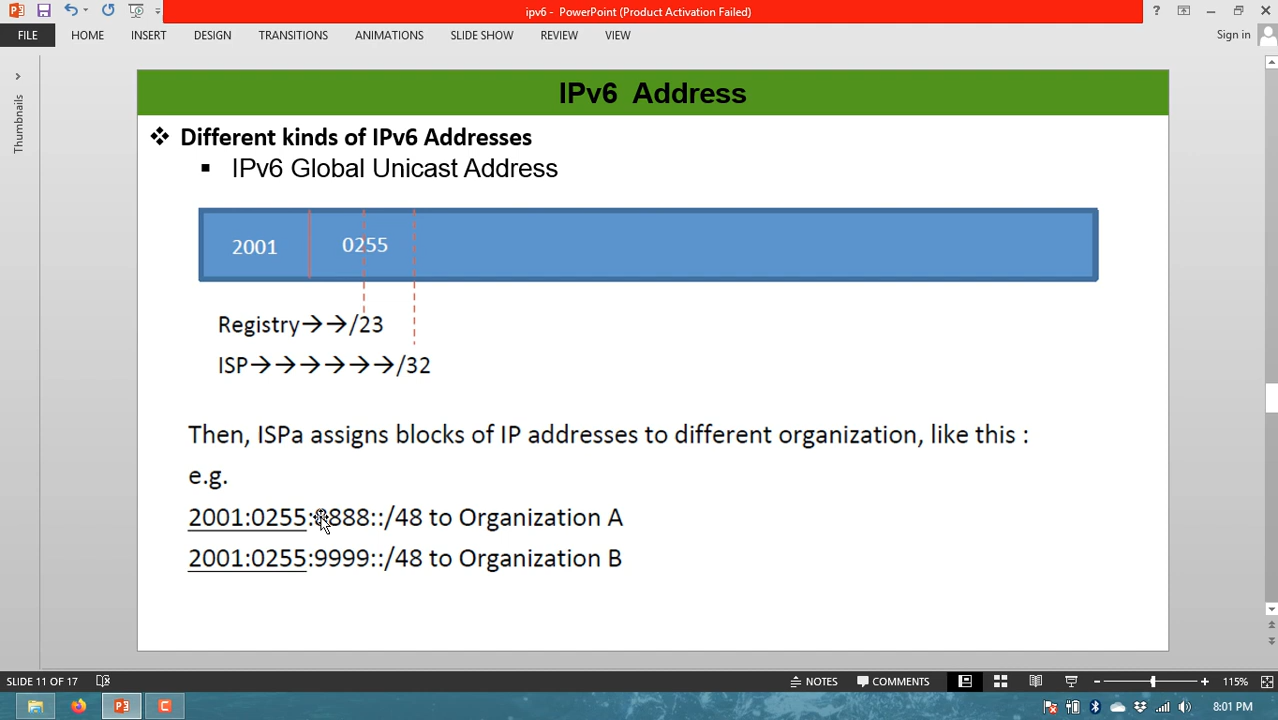 ipv6 - PowerPoint (Product Activation Failed)
?
FILE HOME INSERT DESIGN TRANSITIONS ANIMATIONS SLIDE SHOW REVIEW VIEW
Sign in
Thumbnails
IPv6 Address
❖ Different kinds of IPv6 Addresses
▪ IPv6 Global Unicast Address
2001 0255
Registry→→/23
ISP→→→→→→/32
Then, ISPa assigns blocks of IP addresses to different organization, like this :
e.g.
2001:0255:8888::/48 to Organization A
2001:0255:9999::/48 to Organization B
SLIDE 11 OF 17 NOTES COMMENTS 115%
8:01 PM